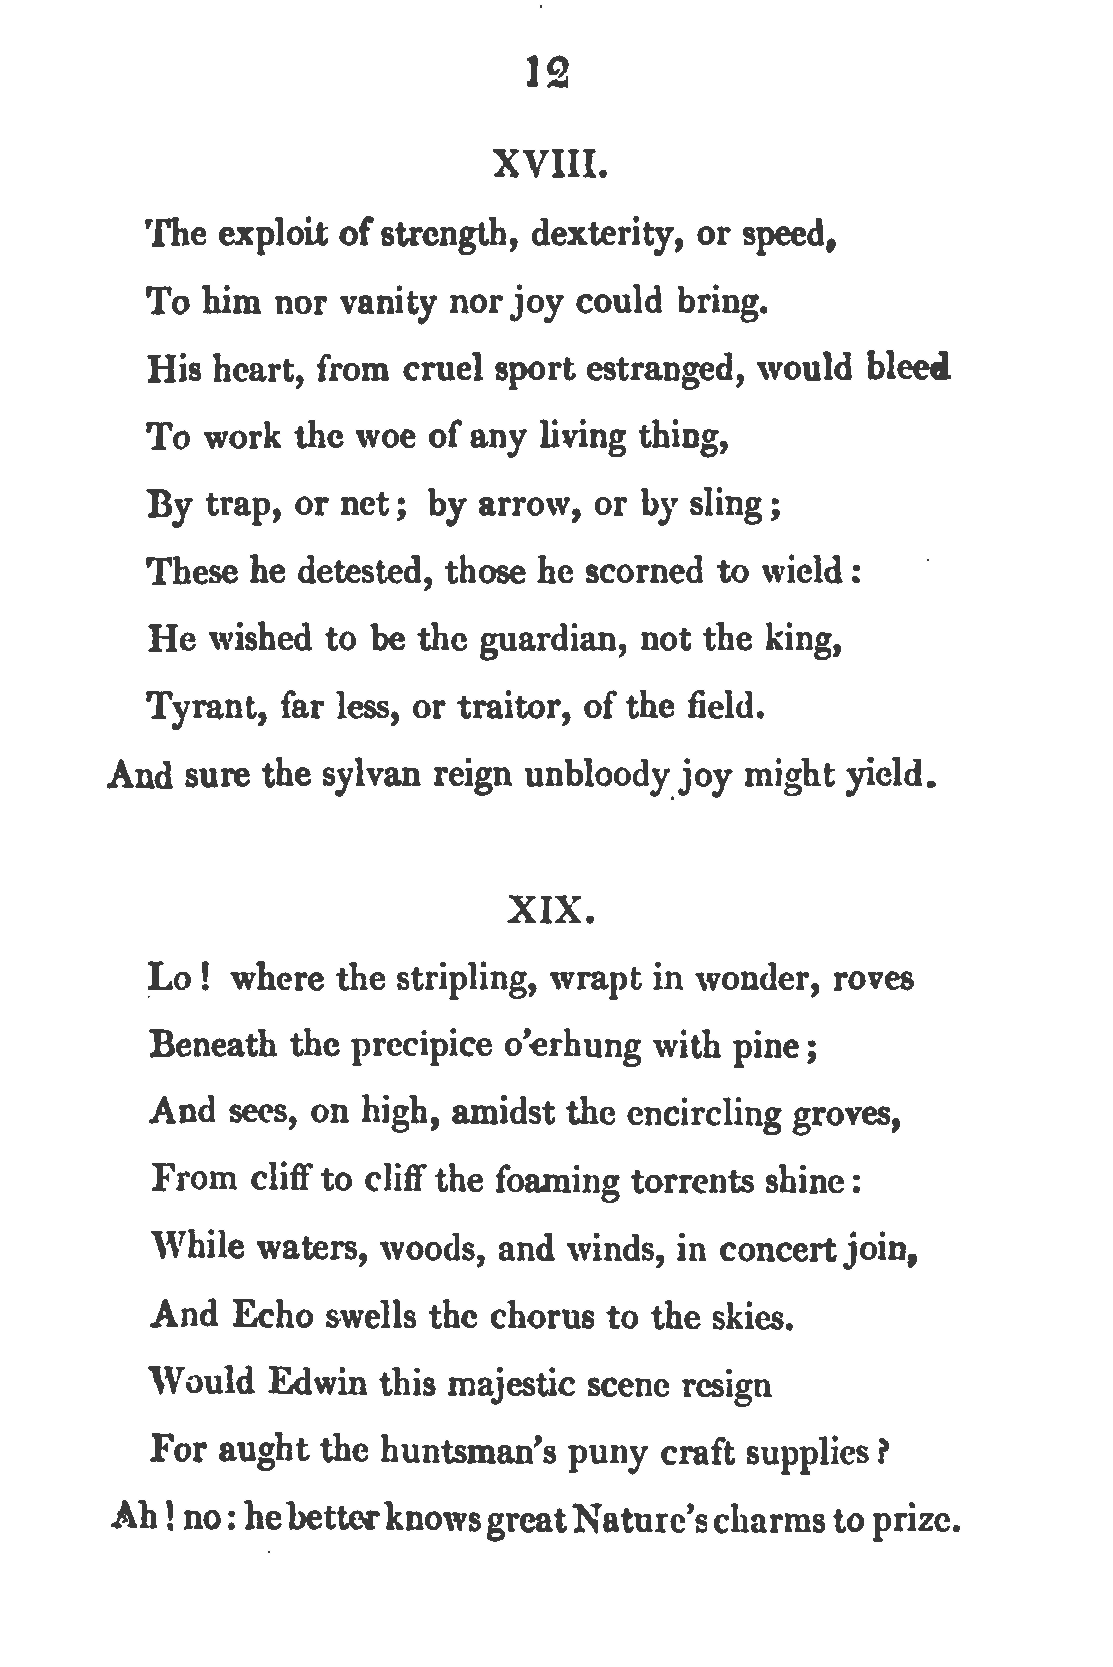 12
XVIII.
The exploit of strength, dexterity, or speed,
To him nor vanity nor joy could bring.
His heart, from cruel sport estranged, would bleed
To work the woe of any living thing,
By trap, or net; by arrow, or by sling;
These he detested, those he scorned to wield:
He wished to be the guardian, not the king,
Tyrant, far less, or traitor, of the field.
And sure the sylvan reign unbloody joy might yield.
XIX.
Lo! where the stripling, wrapt in wonder, roves
Beneath the precipice o'erhung with pine;
And sees, on high, amidst the encircling groves,
From cliff to cliff the foaming torrents shine:
While waters, woods, and winds, in concert join,
And Echo swells the chorus to the skies.
Would Edwin this majestic scene resign
For aught the huntsman's puny craft supplies?
Ah! no: he better knows great Nature's charms to prize.